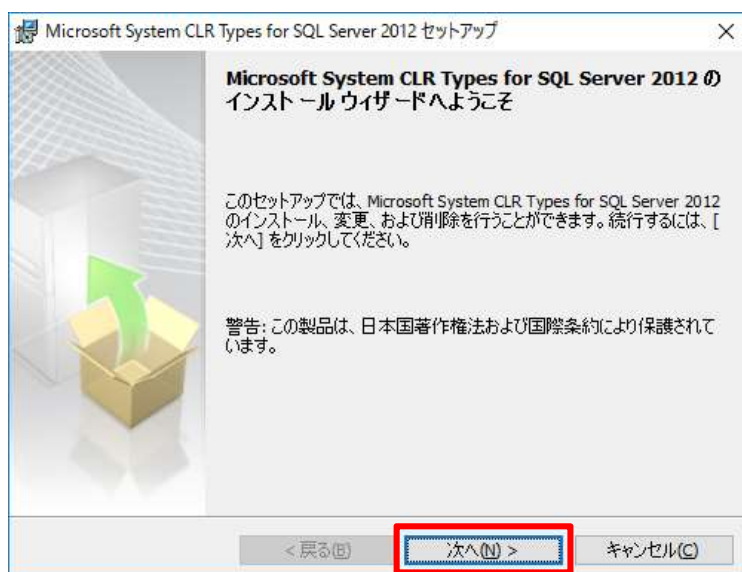 Microsoft System CLR Types for SQL Server 2012 セットアップ
Microsoft System CLR Types for SQL Server 2012 の
インストール ウィザードへようこそ
このセットアップでは、Microsoft System CLR Types for SQL Server 2012
のインストール、変更、および削除を行うことができます。続行するには、[
次へ] をクリックしてください。
警告: この製品は、日本国著作権法および国際条約により保護されて
います。
< 戻る(B)
次へ(N) >
キャンセル(C)